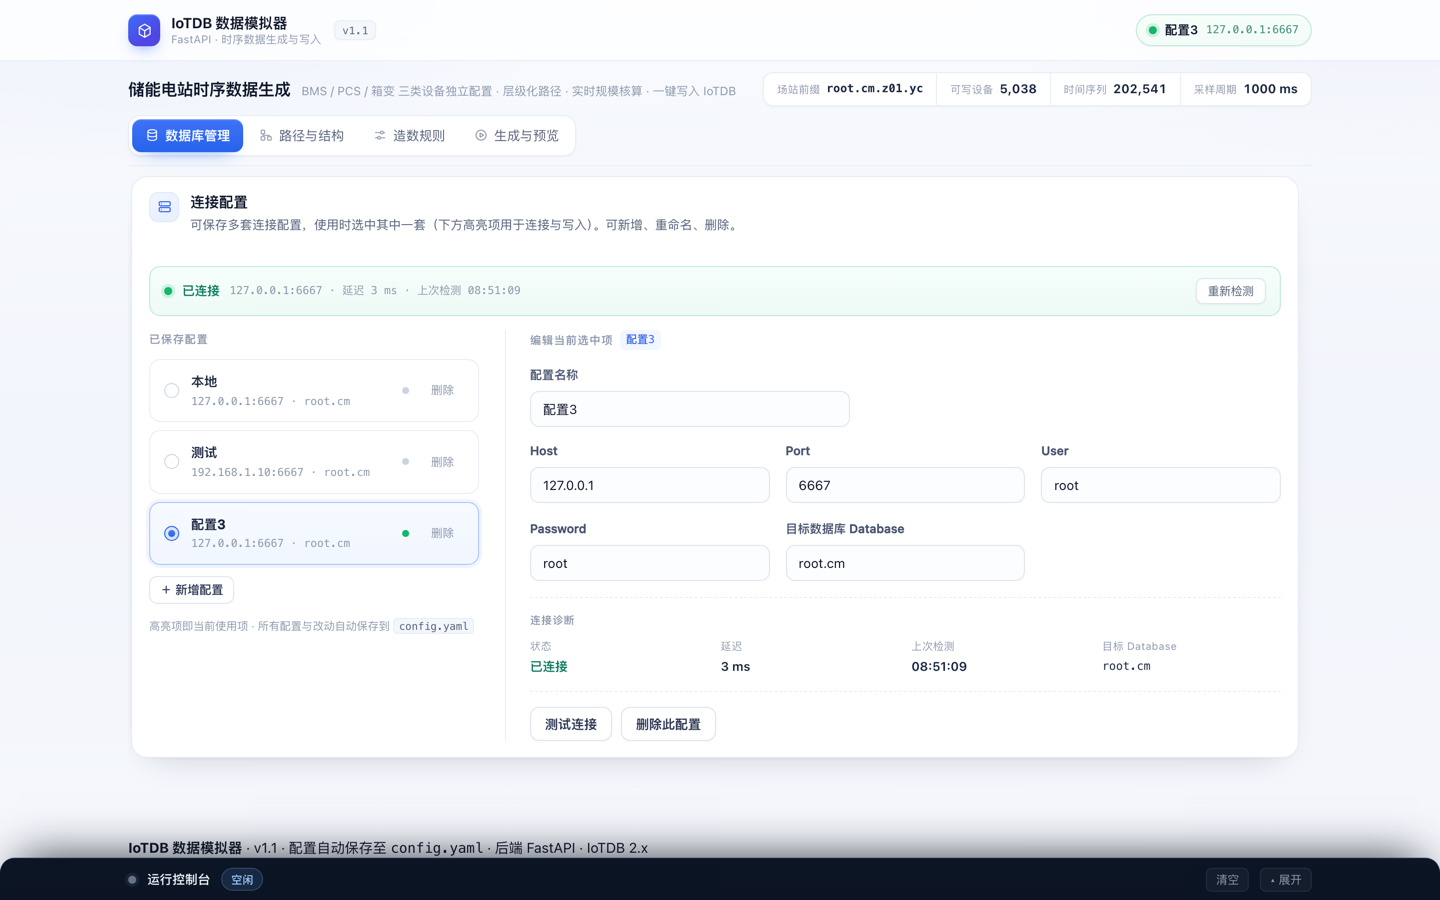 IoTDB 数据模拟器
FastAPI · 时序数据生成与写入
v1.1
配置3 127.0.0.1:6667
储能电站时序数据生成 BMS / PCS / 箱变 三类设备独立配置 · 层级化路径 · 实时规模核算 · 一键写入 IoTDB
场站前缀 root.cm.z01.yc
可写设备 5,038
时间序列 202,541
采样周期 1000 ms
数据库管理
路径与结构
造数规则
生成与预览
连接配置
可保存多套连接配置，使用时选中其中一套（下方高亮项用于连接与写入）。可新增、重命名、删除。
已连接 127.0.0.1:6667 · 延迟 3 ms · 上次检测 08:51:09
重新检测
已保存配置
本地
127.0.0.1:6667 · root.cm
删除
测试
192.168.1.10:6667 · root.cm
删除
配置3
127.0.0.1:6667 · root.cm
删除
+ 新增配置
高亮项即当前使用项 · 所有配置与改动自动保存到 config.yaml
编辑当前选中项 配置3
配置名称
配置3
Host
127.0.0.1
Port
6667
User
root
Password
root
目标数据库 Database
root.cm
连接诊断
状态
已连接
延迟
3 ms
上次检测
08:51:09
目标 Database
root.cm
测试连接
删除此配置
IoTDB 数据模拟器 · v1.1 · 配置自动保存至 config.yaml · 后端 FastAPI · IoTDB 2.x
运行控制台 空闲
清空
展开